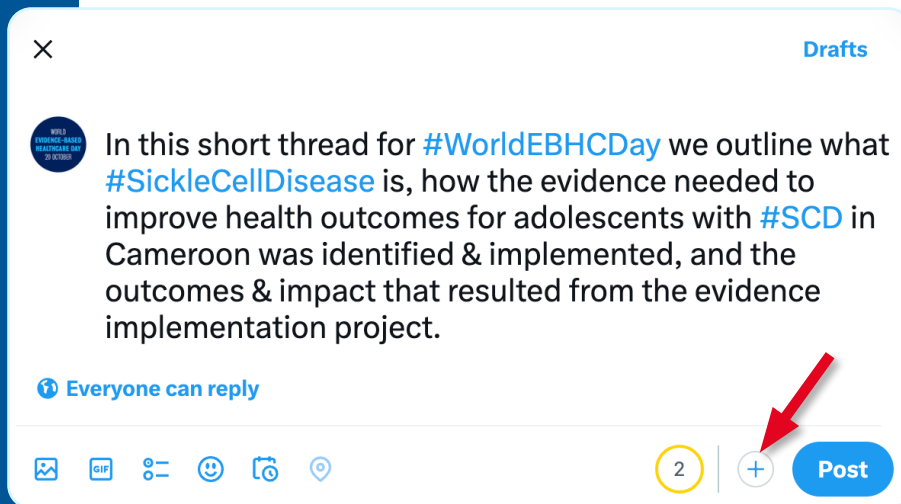 Drafts
WORLD
EVIDENCE-BASED
HEALTHCARE DAY
20 OCTOBER
In this short thread for #WorldEBHCDay we outline what
#SickleCellDisease is, how the evidence needed to
improve health outcomes for adolescents with #SCD in
Cameroon was identified & implemented, and the
outcomes & impact that resulted from the evidence
implementation project.
Everyone can reply
GIF
2
Post